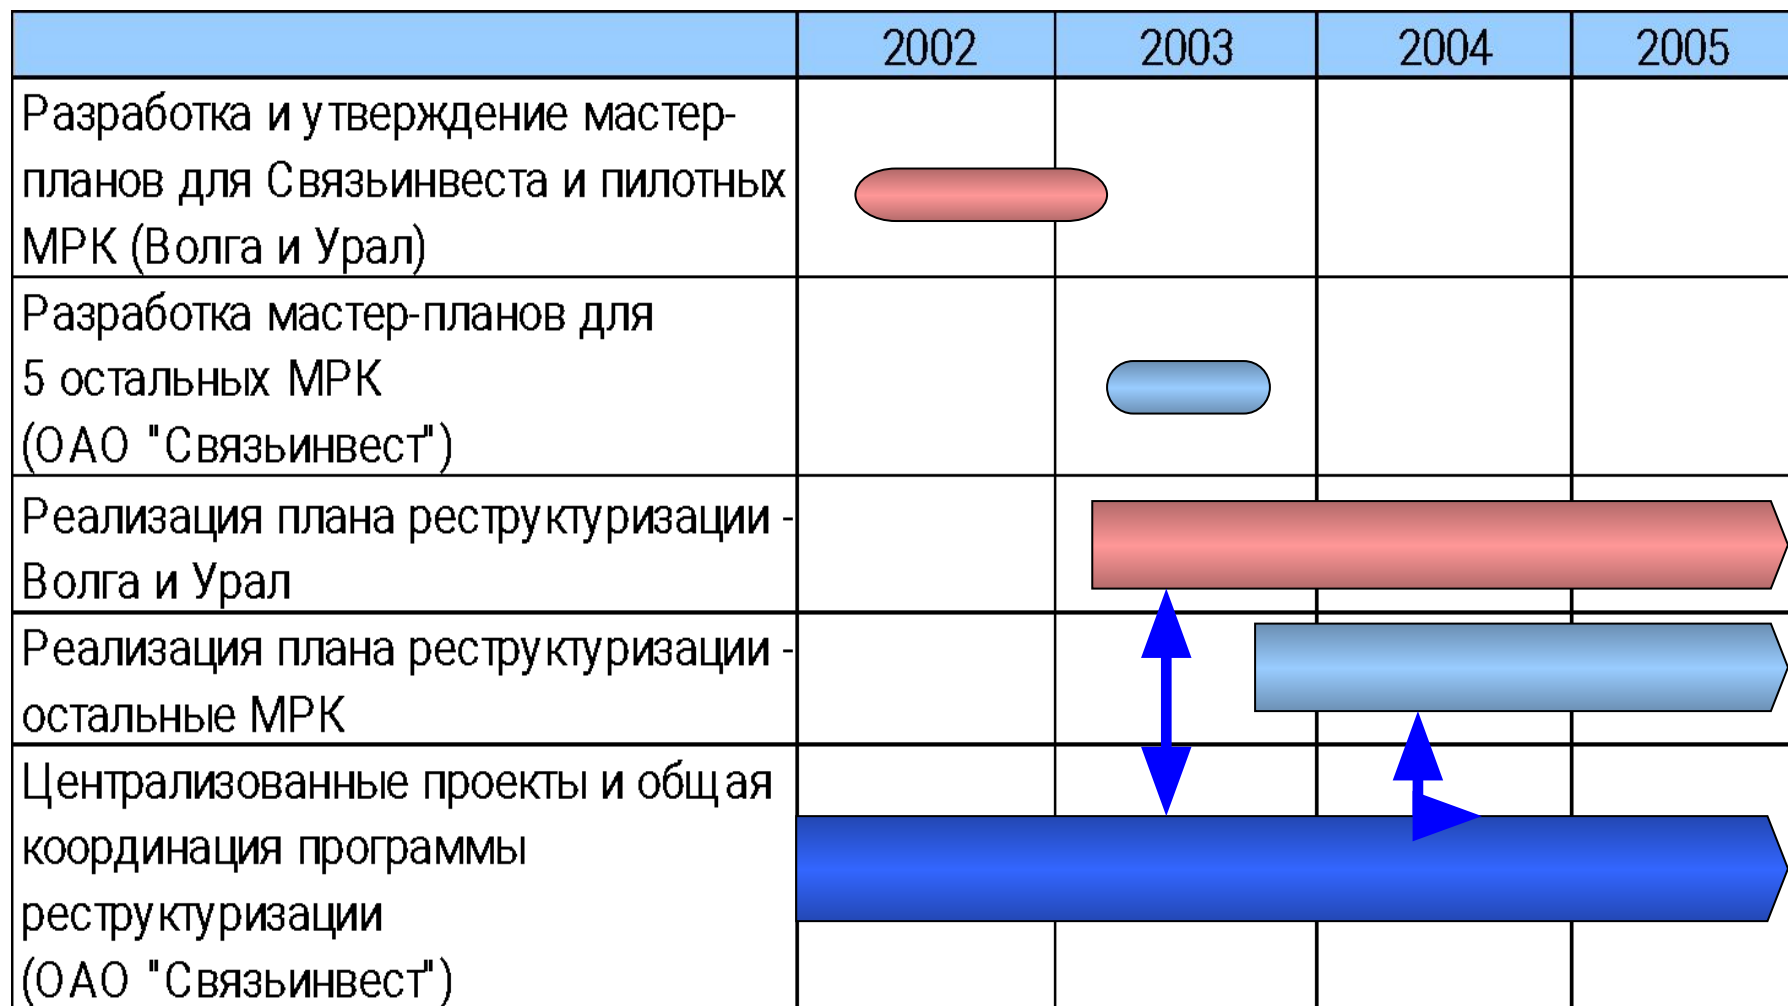 2002 2003 2004 2005
Разработка и утверждение мастер-
планов для Связьинвеста и пилотных
МРК (Волга и Урал)
Разработка мастер-планов для
5 остальных МРК
(ОАО "Связьинвест")
Реализация плана реструктуризации -
Волга и Урал
Реализация плана реструктуризации -
остальные МРК
Централизованные проекты и общая
координация программы
реструктуризации
(ОАО "Связьинвест")